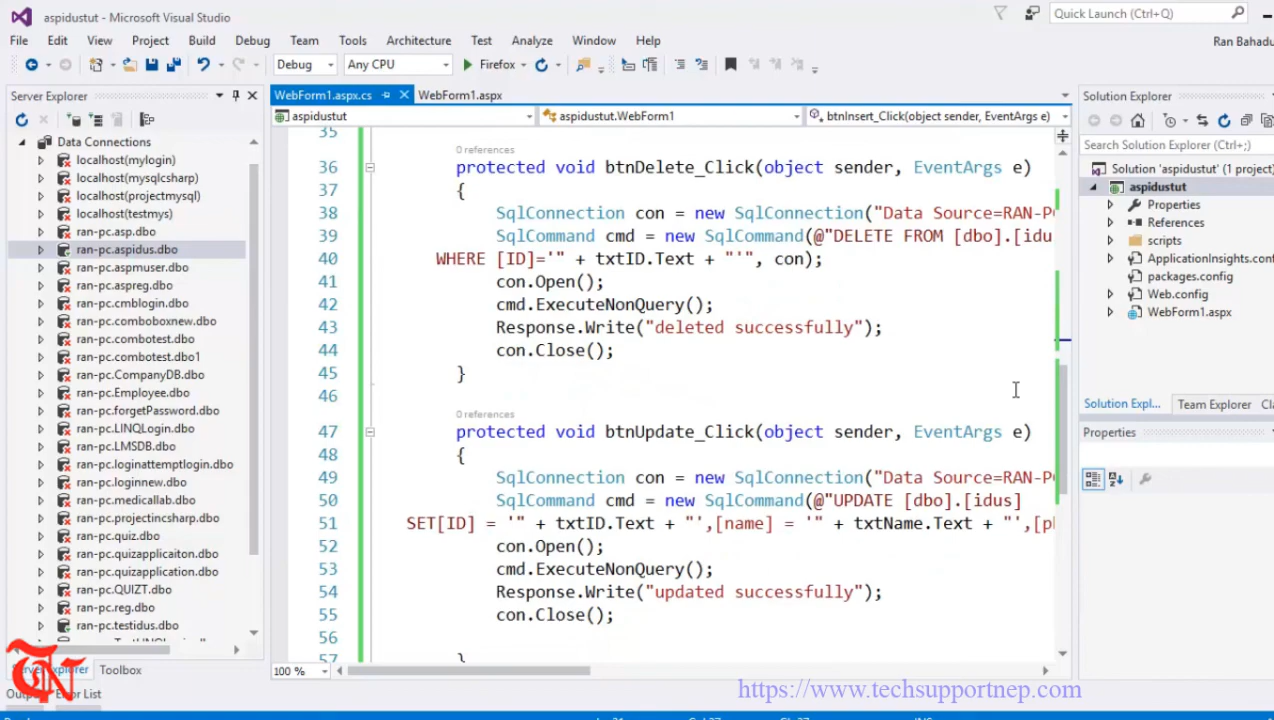 aspidustut - Microsoft Visual Studio
Quick Launch (Ctrl+Q)
File Edit View Project Build Debug Team Tools Architecture Test Analyze Window Help
Ran Bahadu
Debug Any CPU Firefox
Server Explorer
WebForm1.aspx.cs WebForm1.aspx
Solution Explorer
aspidustut aspidustut.WebForm1 btnInsert_Click(object sender, EventArgs e)
Search Solution Explorer (Ctrl+;)
Data Connections
localhost(mylogin)
localhost(mysqlcsharp)
localhost(projectmysql)
localhost(testmys)
ran-pc.asp.dbo
ran-pc.aspidus.dbo
ran-pc.aspmuser.dbo
ran-pc.aspreg.dbo
ran-pc.cmblogin.dbo
ran-pc.comboboxnew.dbo
ran-pc.combotest.dbo
ran-pc.combotest.dbo1
ran-pc.CompanyDB.dbo
ran-pc.Employee.dbo
ran-pc.forgetPassword.dbo
ran-pc.LINQLogin.dbo
ran-pc.LMSDB.dbo
ran-pc.loginattemptlogin.dbo
ran-pc.loginnew.dbo
ran-pc.medicallab.dbo
ran-pc.projectincsharp.dbo
ran-pc.quiz.dbo
ran-pc.quizapplicaiton.dbo
ran-pc.quizapplication.dbo
ran-pc.QUIZT.dbo
ran-pc.reg.dbo
ran-pc.testidus.dbo
Toolbox
Error List
35
0 references
36 protected void btnDelete_Click(object sender, EventArgs e)
37 {
38 SqlConnection con = new SqlConnection("Data Source=RAN-P
39 SqlCommand cmd = new SqlCommand(@"DELETE FROM [dbo].[idu
40 WHERE [ID]='" + txtID.Text + "'", con);
41 con.Open();
42 cmd.ExecuteNonQuery();
43 Response.Write("deleted successfully");
44 con.Close();
45 }
46
0 references
47 protected void btnUpdate_Click(object sender, EventArgs e)
48 {
49 SqlConnection con = new SqlConnection("Data Source=RAN-P
50 SqlCommand cmd = new SqlCommand(@"UPDATE [dbo].[idus]
51 SET[ID] = '" + txtID.Text + "',[name] = '" + txtName.Text + "',[p
52 con.Open();
53 cmd.ExecuteNonQuery();
54 Response.Write("updated successfully");
55 con.Close();
56
57 }
100 %
Solution 'aspidustut' (1 project)
aspidustut
Properties
References
scripts
ApplicationInsights.con
packages.config
Web.config
WebForm1.aspx
Solution Expl... Team Explorer Cl
Properties
TN
https://www.techsupportnep.com